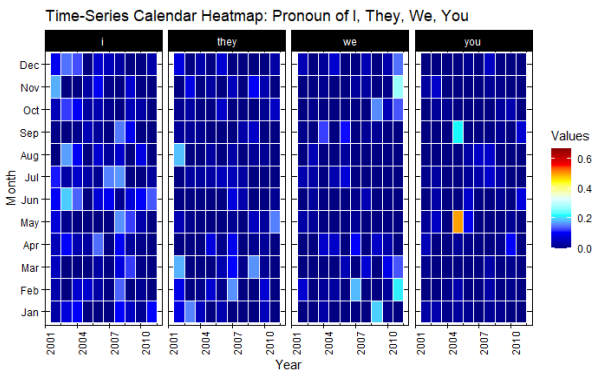 Time-Series Calendar Heatmap: Pronoun of I, They, We, You
i they we you
Dec
Nov
Oct
Sep
Aug
Jul
Jun
May
Apr
Mar
Feb
Jan
Month
2001 2004 2007 2010 2001 2004 2007 2010 2001 2004 2007 2010 2001 2004 2007 2010
Year
Values
0.6
0.4
0.2
0.0